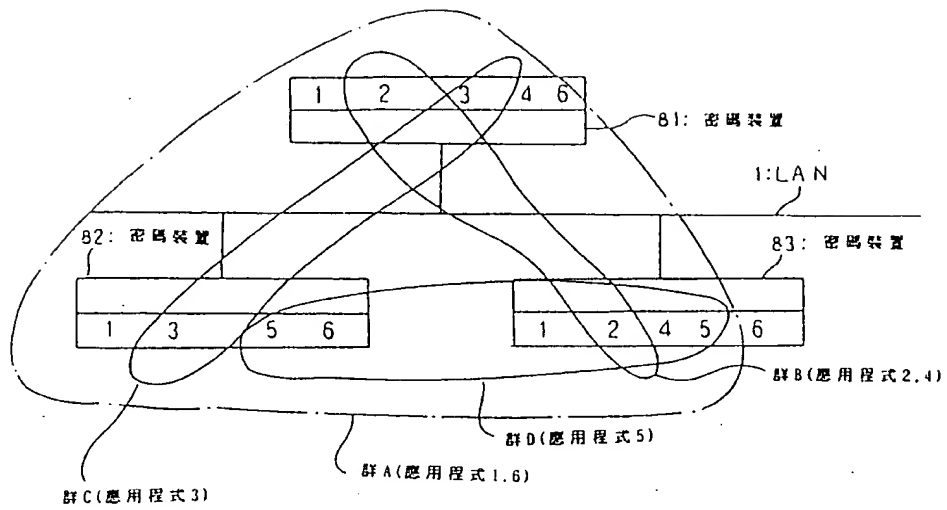 1 2 3 4 6
81: 密碼裝置
1:LAN
82: 密碼裝置
83: 密碼裝置
1 3 5 6
1 2 4 5 6
群B(應用程式2,4)
群D(應用程式5)
群A(應用程式1,6)
群C(應用程式3)